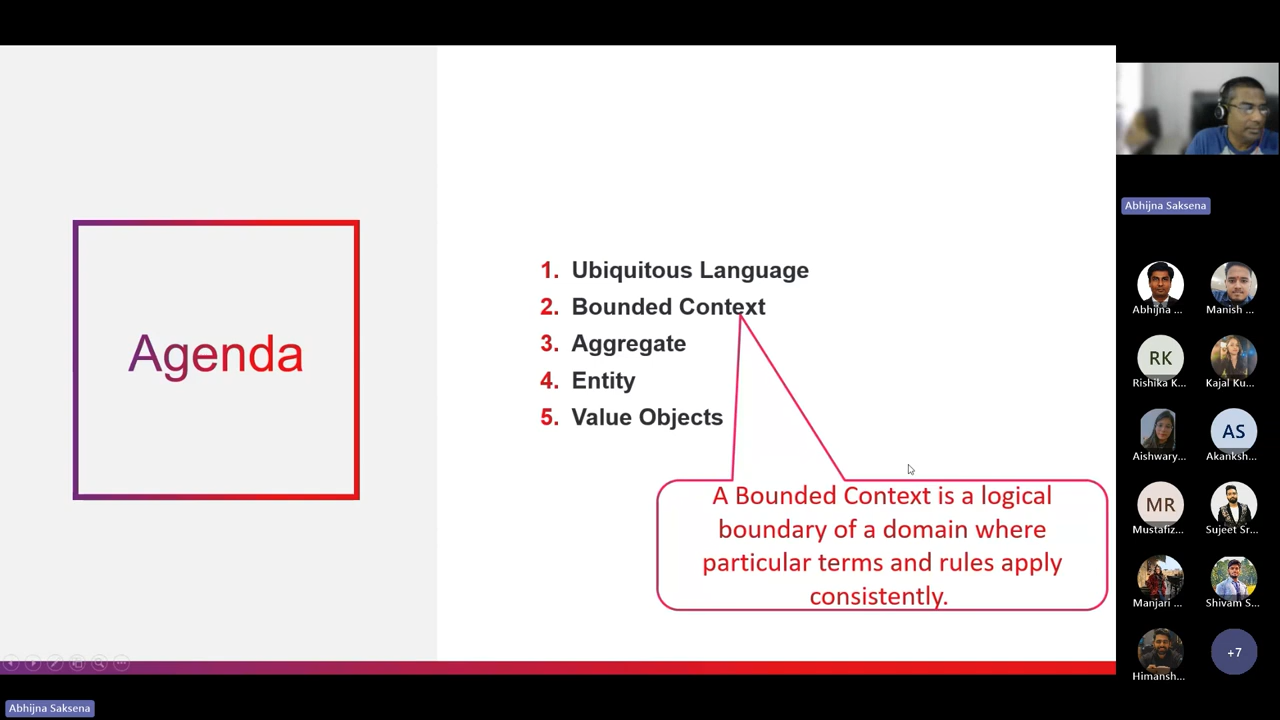 Agenda
1. Ubiquitous Language
2. Bounded Context
3. Aggregate
4. Entity
5. Value Objects
A Bounded Context is a logical
boundary of a domain where
particular terms and rules apply
consistently.
Abhijna Saksena
Abhijna ...
Manish ...
RK
Rishika K...
Kajal Ku...
Aishwary...
AS
Akanksh...
MR
Mustafiz...
Sujeet Sr...
Manjari ...
Shivam S...
Himansh...
+7
Abhijna Saksena